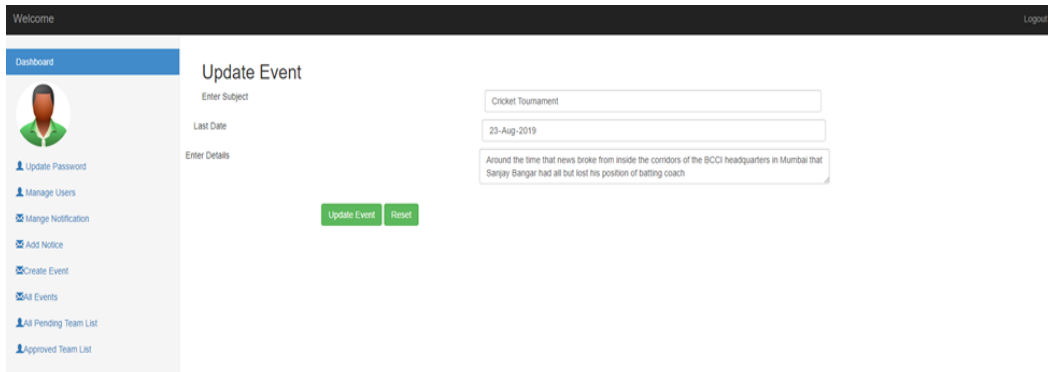 Welcome
Logout
Dashboard
Update Password
Manage Users
Mange Notification
Add Notice
Create Event
All Events
All Pending Team List
Approved Team List
Update Event
Enter Subject
Cricket Tournament
Last Date
23-Aug-2019
Enter Details
Around the time that news broke from inside the corridors of the BCCI headquarters in Mumbai that
Sanjay Bangar had all but lost his position of batting coach
Update Event
Reset